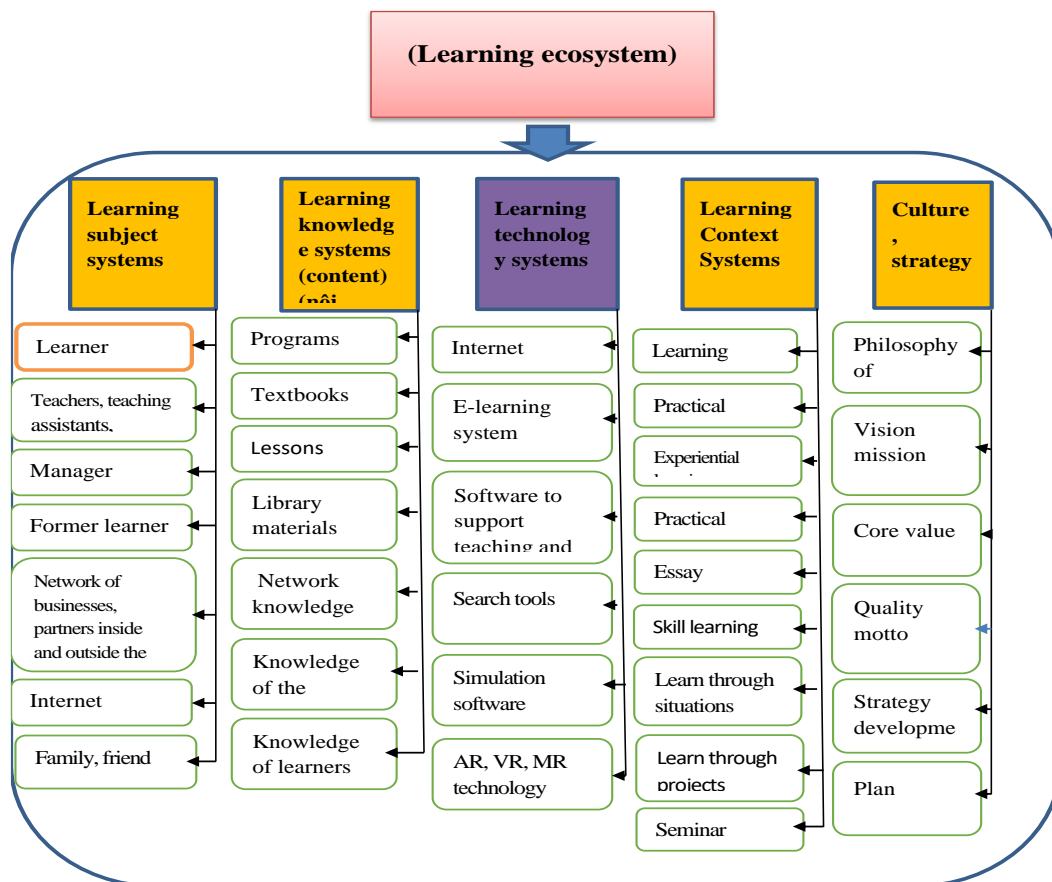 (Learning ecosystem)
Learning
subject
systems
Learner
Teachers, teaching
assistants,
Manager
Former learner
Network of
businesses,
partners inside
and outside the
Internet
Family, friend
Learning
knowledg
e systems
(content)
(nội
Programs
Textbooks
Lessons
Library
materials
Network
knowledge
Knowledge
of the
Knowledge
of learners
Learning
technolog
y systems
Internet
E-learning
system
Software to
support
teaching and
Search tools
Simulation
software
AR, VR, MR
technology
Learning
Context
Systems
Learning
Practical
Experiential
Practical
Essay
Skill learning
Learn through
situations
Learn through
projects
Seminar
Culture
, strategy
Philosophy
of
Vision
mission
Core value
Quality
motto
Strategy
developme
Plan